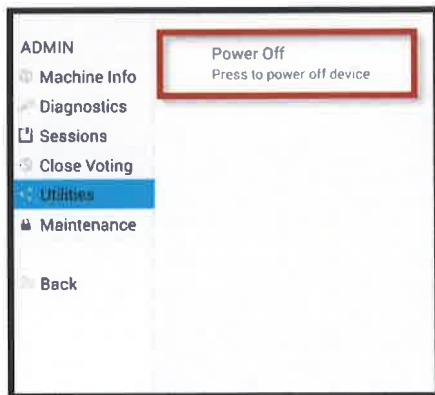 ADMIN
Machine Info
Diagnostics
Sessions
Close Voting
Utilities
Maintenance
Back
Power Off
Press to power off device